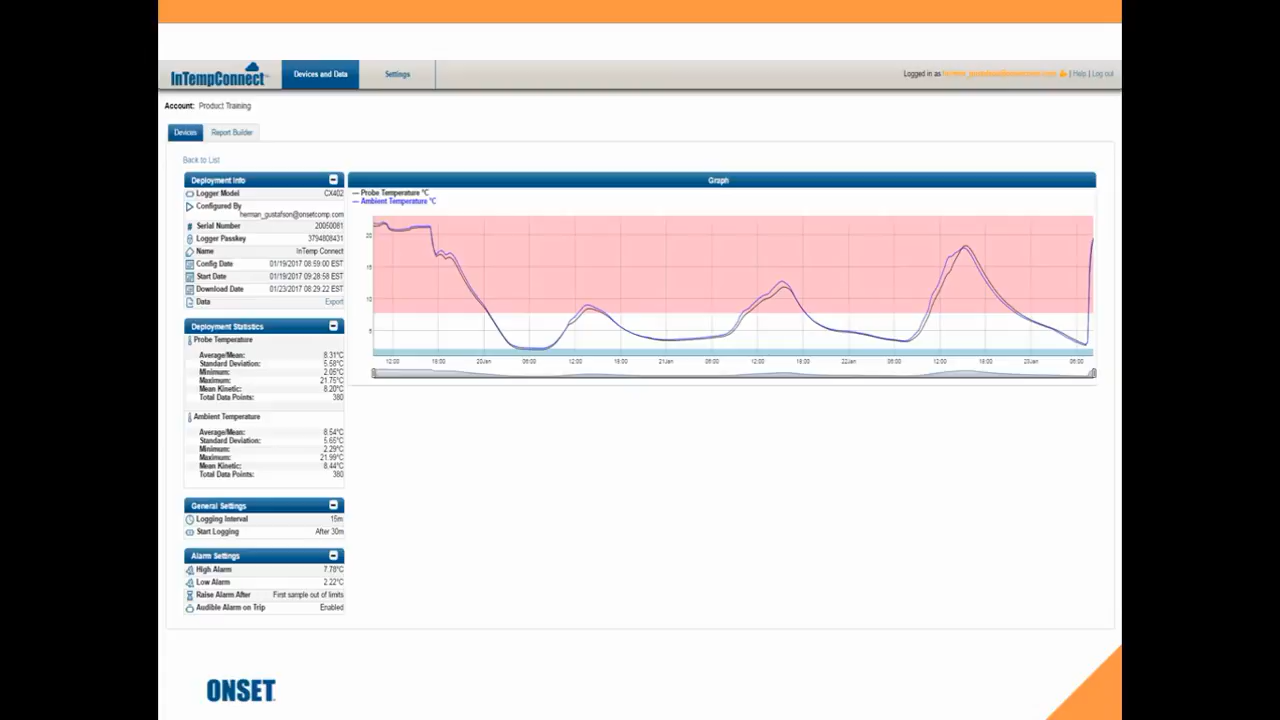 InTempConnect
Devices and Data
Settings
Logged in as herman_gustafson@onsetcomp.com | Help | Log out
Account: Product Training
Devices
Report Builder
Back to List
Deployment Info
Logger Model CX402
Configured By
herman_gustafson@onsetcomp.com
Serial Number 20050081
Logger Passkey 3794808431
Name InTemp Connect
Config Date 01/19/2017 08:59:00 EST
Start Date 01/19/2017 09:28:58 EST
Download Date 01/23/2017 08:29:22 EST
Data Export
Deployment Statistics
Probe Temperature
Average/Mean: 8.31°C
Standard Deviation: 5.58°C
Minimum: 2.05°C
Maximum: 21.75°C
Mean Kinetic: 8.20°C
Total Data Points: 380
Ambient Temperature
Average/Mean: 8.54°C
Standard Deviation: 5.65°C
Minimum: 2.29°C
Maximum: 21.99°C
Mean Kinetic: 8.44°C
Total Data Points: 380
General Settings
Logging Interval 15m
Start Logging After 30m
Alarm Settings
High Alarm 7.78°C
Low Alarm 2.22°C
Raise Alarm After First sample out of limits
Audible Alarm on Trip Enabled
Graph
Probe Temperature °C
Ambient Temperature °C
20
15
10
5
12:00 18:00 20Jan 06:00 12:00 18:00 21Jan 06:00 12:00 18:00 22Jan 06:00 12:00 18:00 23Jan 06:00
ONSET